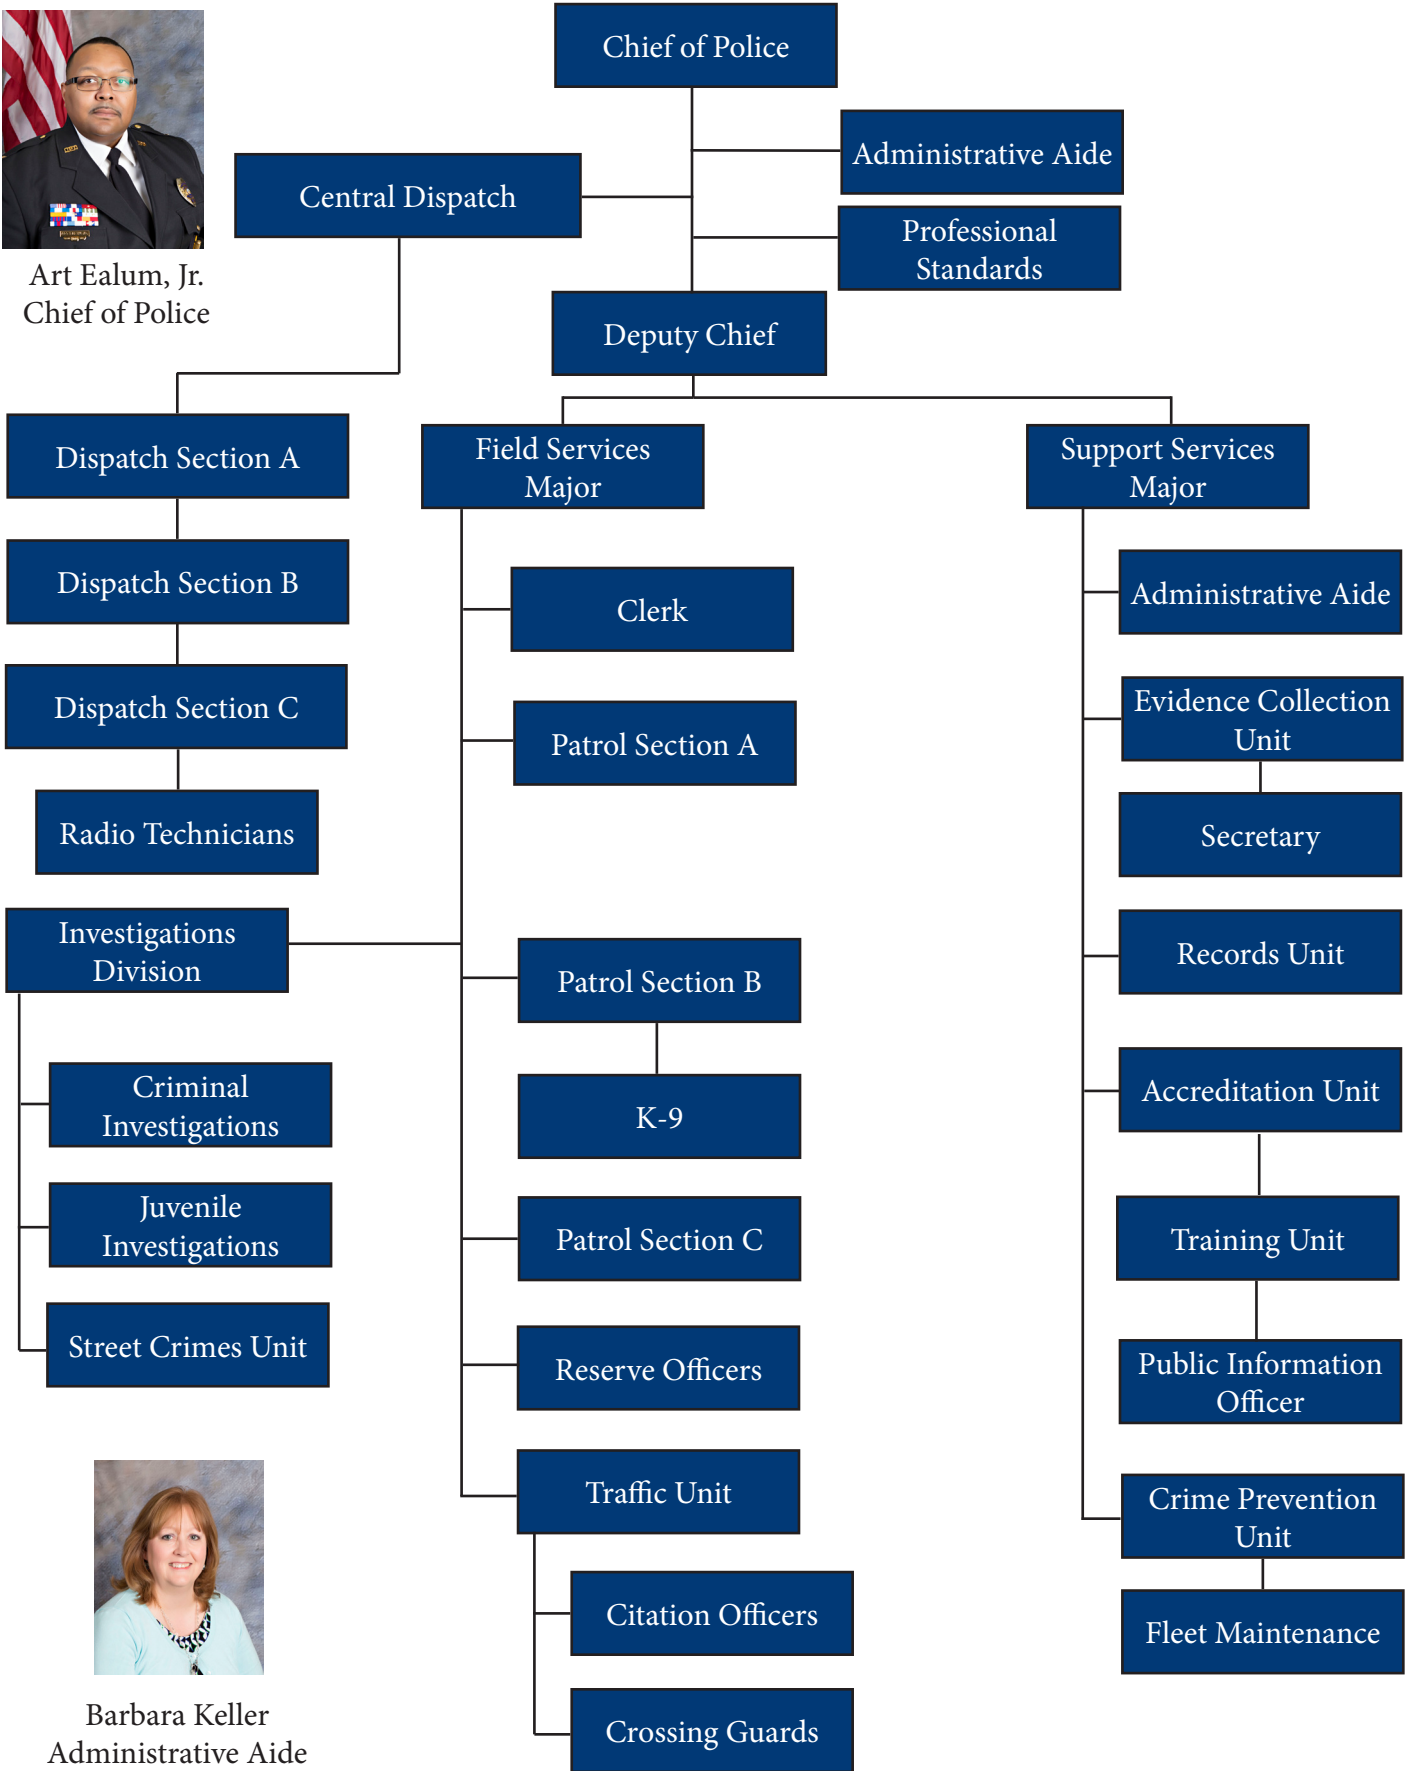 Chief of Police
Administrative Aide
Central Dispatch
Professional
Standards
Art Ealum, Jr.
Chief of Police
Deputy Chief
Dispatch Section A
Dispatch Section B
Dispatch Section C
Radio Technicians
Investigations
Division
Criminal
Investigations
Juvenile
Investigations
Street Crimes Unit
Field Services
Major
Clerk
Patrol Section A
Patrol Section B
K-9
Patrol Section C
Reserve Officers
Traffic Unit
Citation Officers
Crossing Guards
Support Services
Major
Administrative Aide
Evidence Collection
Unit
Secretary
Records Unit
Accreditation Unit
Training Unit
Public Information
Officer
Crime Prevention
Unit
Fleet Maintenance
Barbara Keller
Administrative Aide